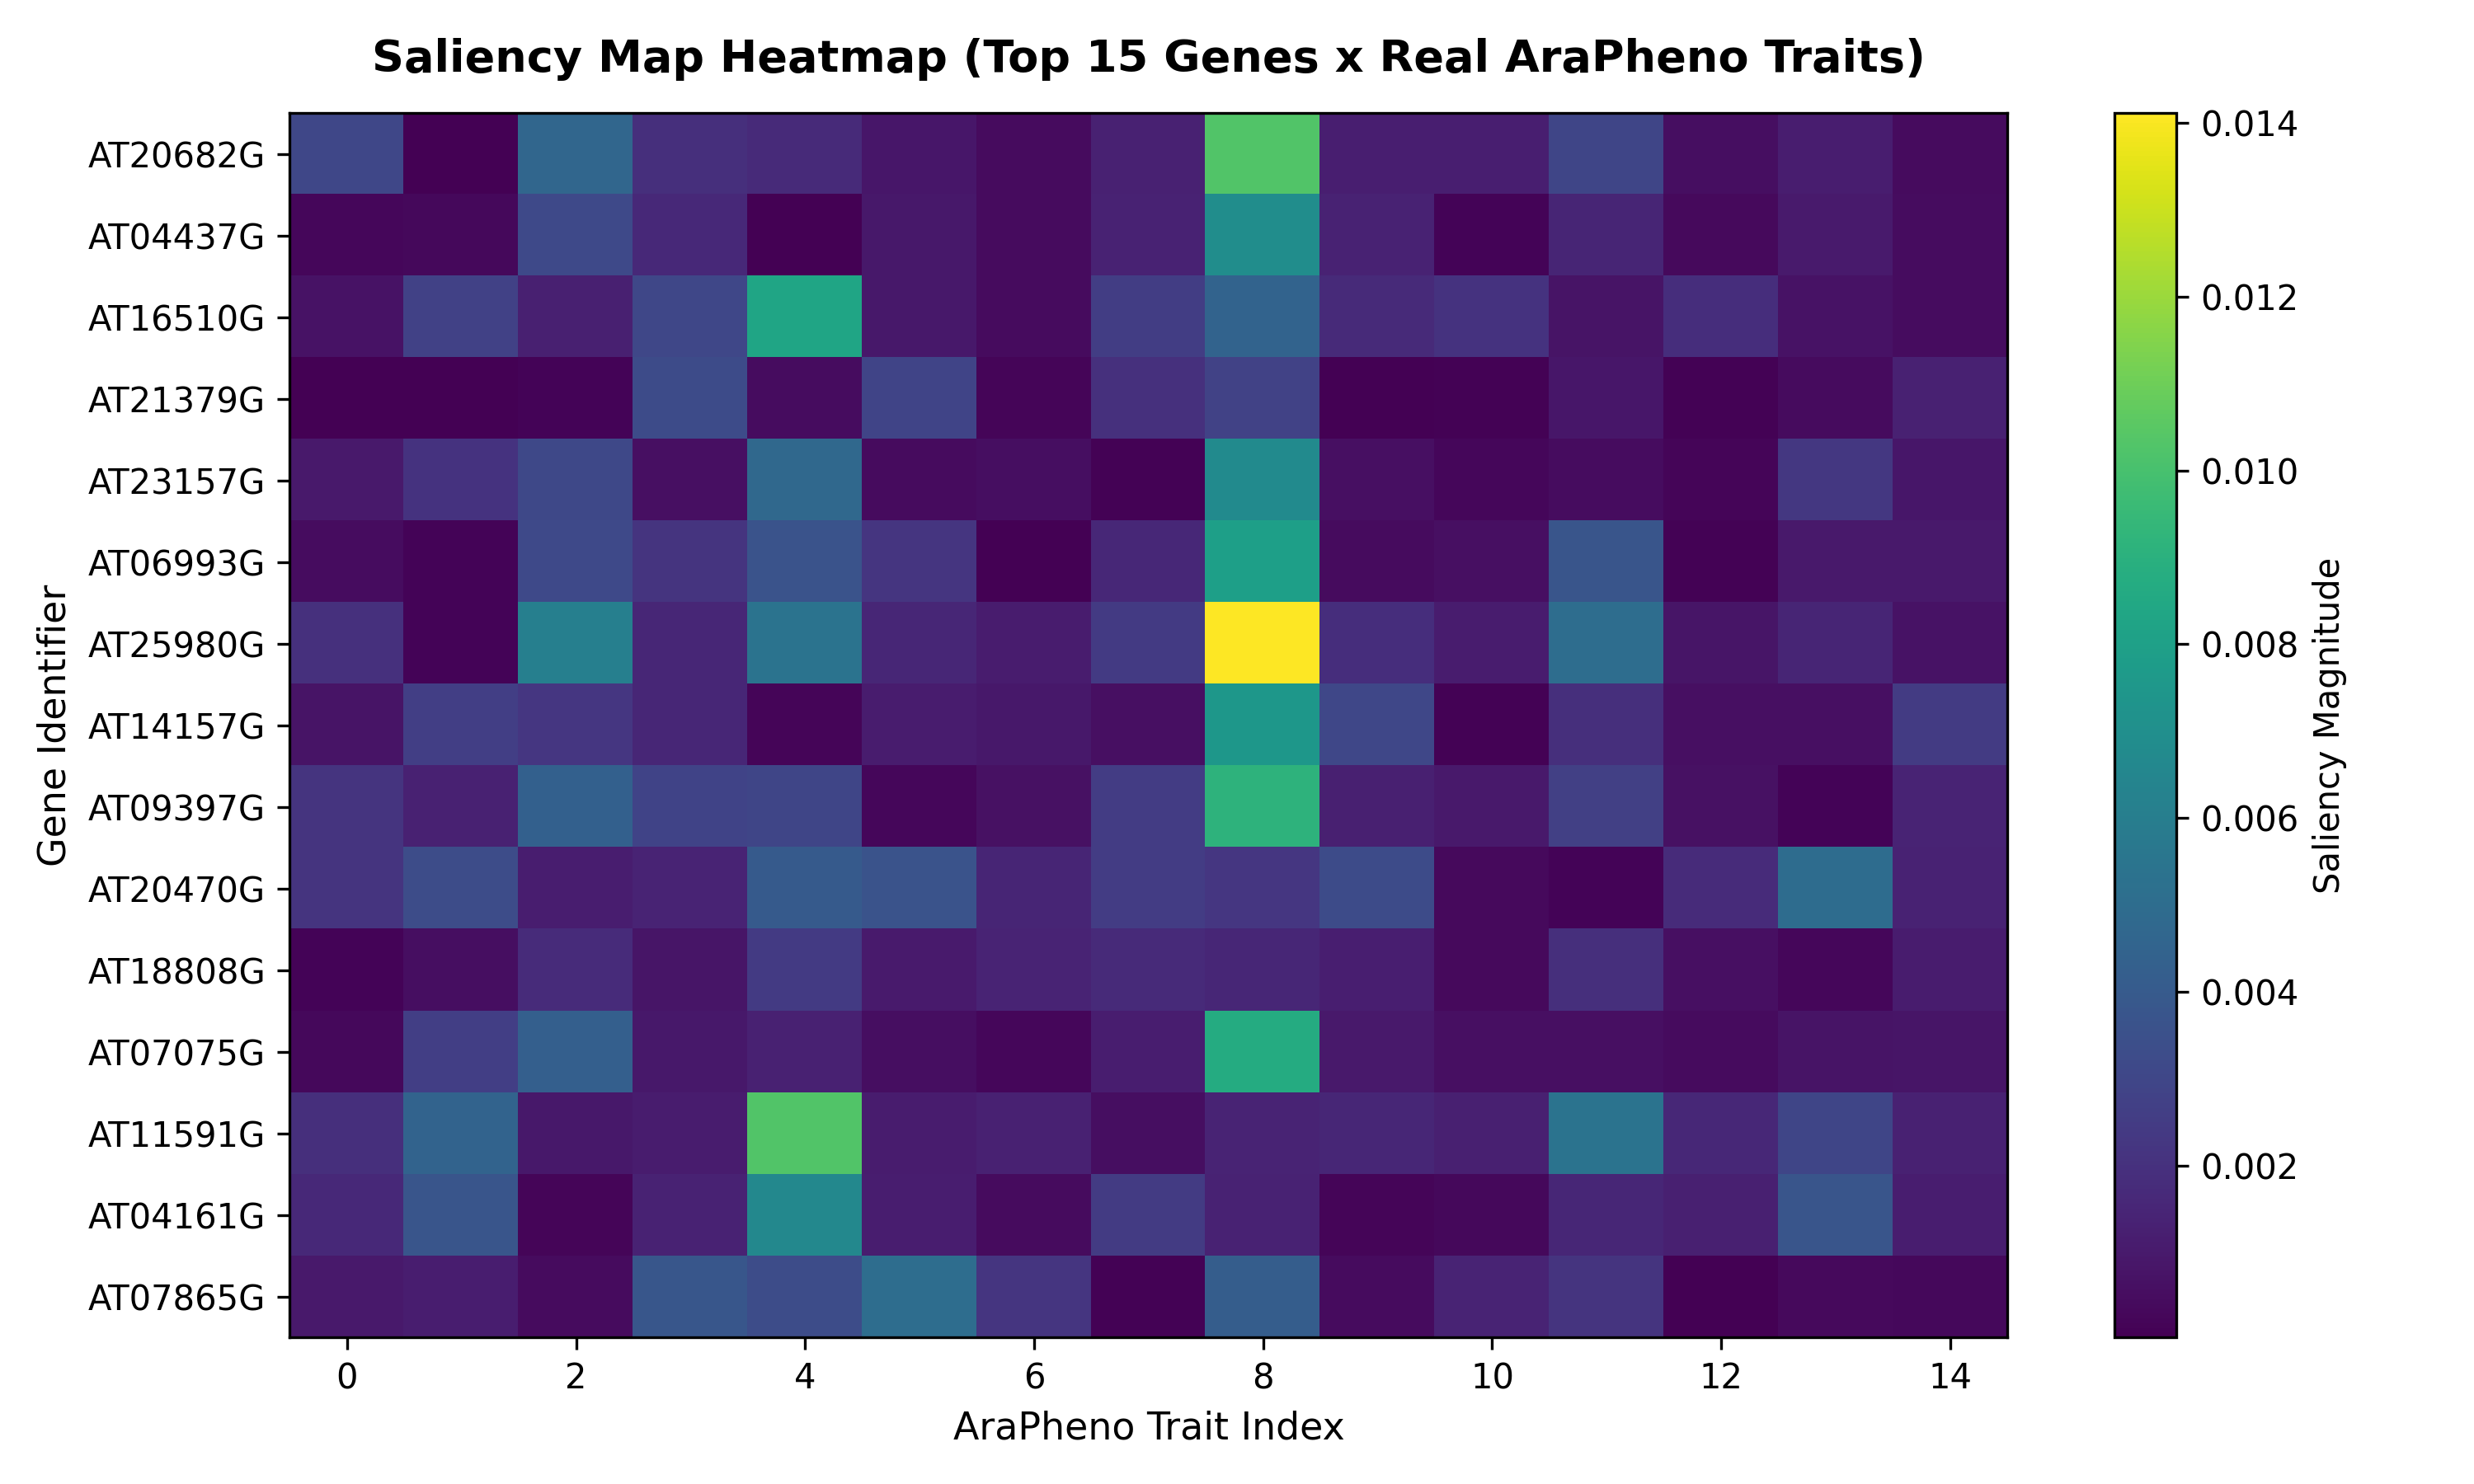 Saliency Map Heatmap (Top 15 Genes x Real AraPheno Traits)
Gene Identifier
AT20682G
AT04437G
AT16510G
AT21379G
AT23157G
AT06993G
AT25980G
AT14157G
AT09397G
AT20470G
AT18808G
AT07075G
AT11591G
AT04161G
AT07865G
0 2 4 6 8 10 12 14
AraPheno Trait Index
0.014
0.012
0.010
0.008
0.006
0.004
0.002
Saliency Magnitude